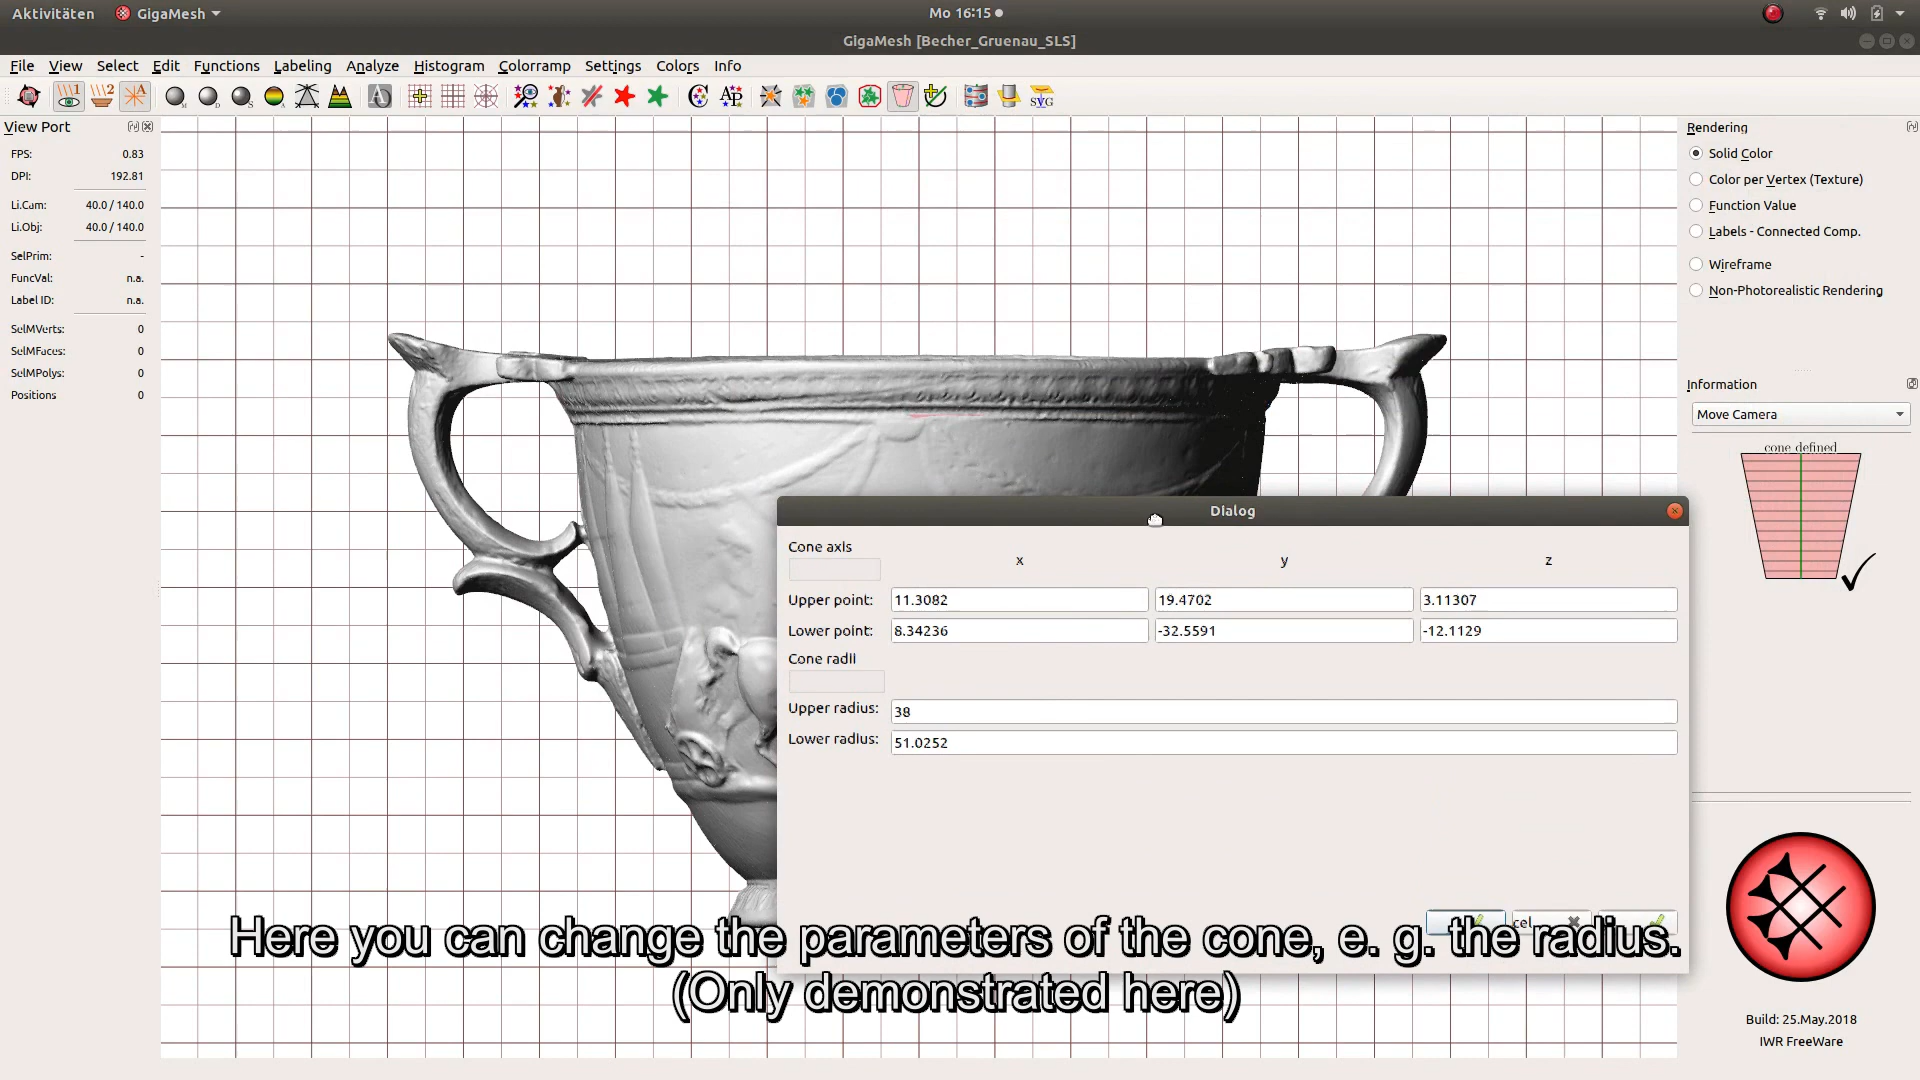 Aktivitäten GigaMesh Mo 16:15
GigaMesh [Becher_Gruenau_SLS]
File View Select Edit Functions Labeling Analyze Histogram Colorramp Settings Colors Info
SVG
View Port
FPS: 0.83
DPI: 192.81
Li.Cam: 40.0 / 140.0
Li.Obj: 40.0 / 140.0
SelPrim: -
FuncVal: n.a.
Label ID: n.a.
SelMVerts: 0
SelMFaces: 0
SelMPolys: 0
Positions 0
Rendering
Solid Color
Color per Vertex (Texture)
Function Value
Labels - Connected Comp.
Wireframe
Non-Photorealistic Rendering
Information
Move Camera
cone defined
Dialog
Cone axis
x y z
Upper point: 11.3082 19.4702 3.11307
Lower point: 8.34236 -32.5591 -12.1129
Cone radii
Upper radius: 38
Lower radius: 51.0252
cel
Here you can change the parameters of the cone, e. g. the radius.
(Only demonstrated here)
Build: 25.May.2018
IWR FreeWare